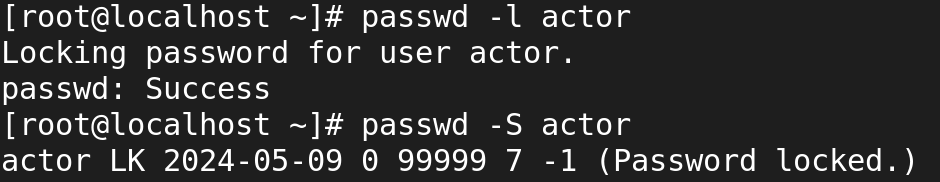 [root@localhost ~]# passwd -l actor
Locking password for user actor.
passwd: Success
[root@localhost ~]# passwd -S actor
actor LK 2024-05-09 0 99999 7 -1 (Password locked.)